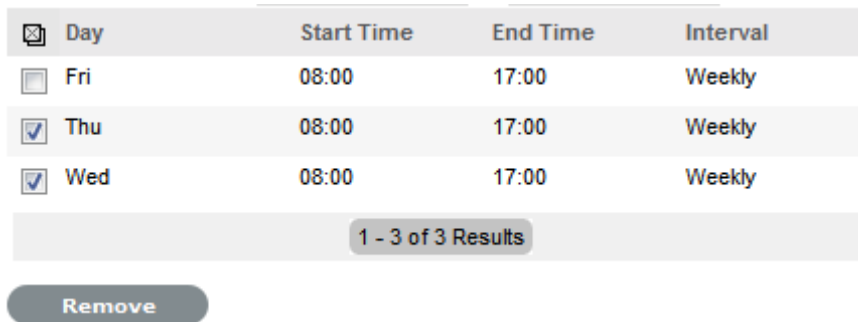 Day Start Time End Time Interval
Fri 08:00 17:00 Weekly
Thu 08:00 17:00 Weekly
Wed 08:00 17:00 Weekly
1 - 3 of 3 Results
Remove